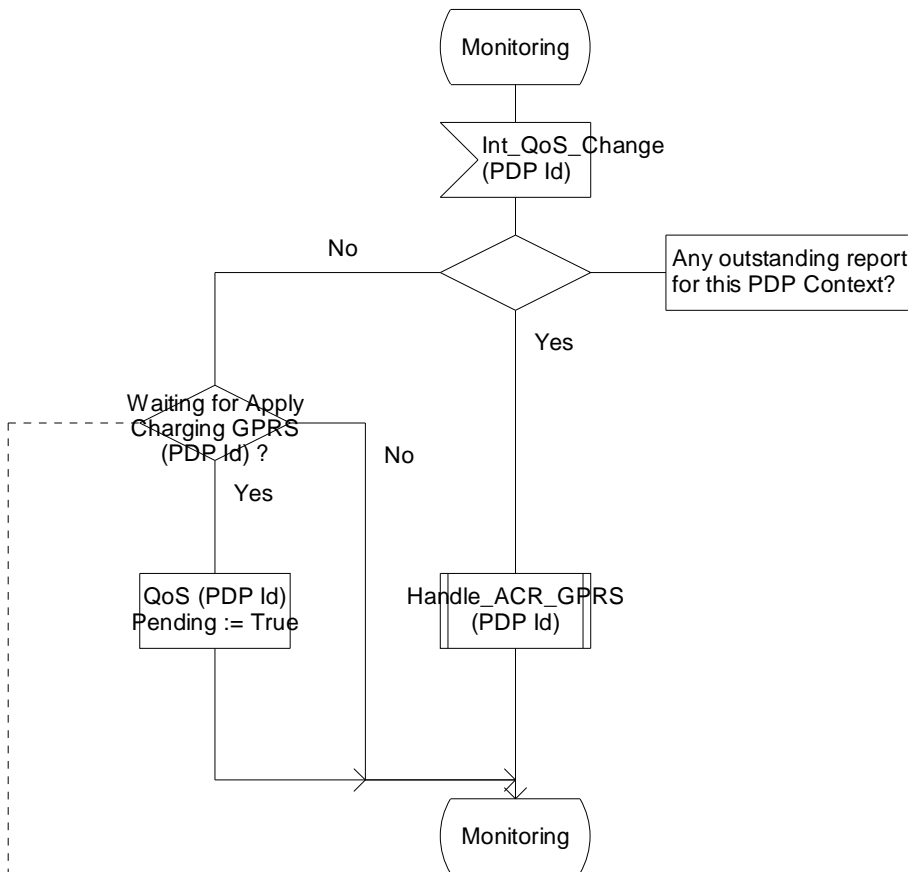 Monitoring
Int_QoS_Change
(PDP Id)
No
Any outstanding report
for this PDP Context?
Yes
Waiting for Apply
Charging GPRS
(PDP Id) ?
No
Yes
QoS (PDP Id)
Pending := True
Handle_ACR_GPRS
(PDP Id)
Monitoring